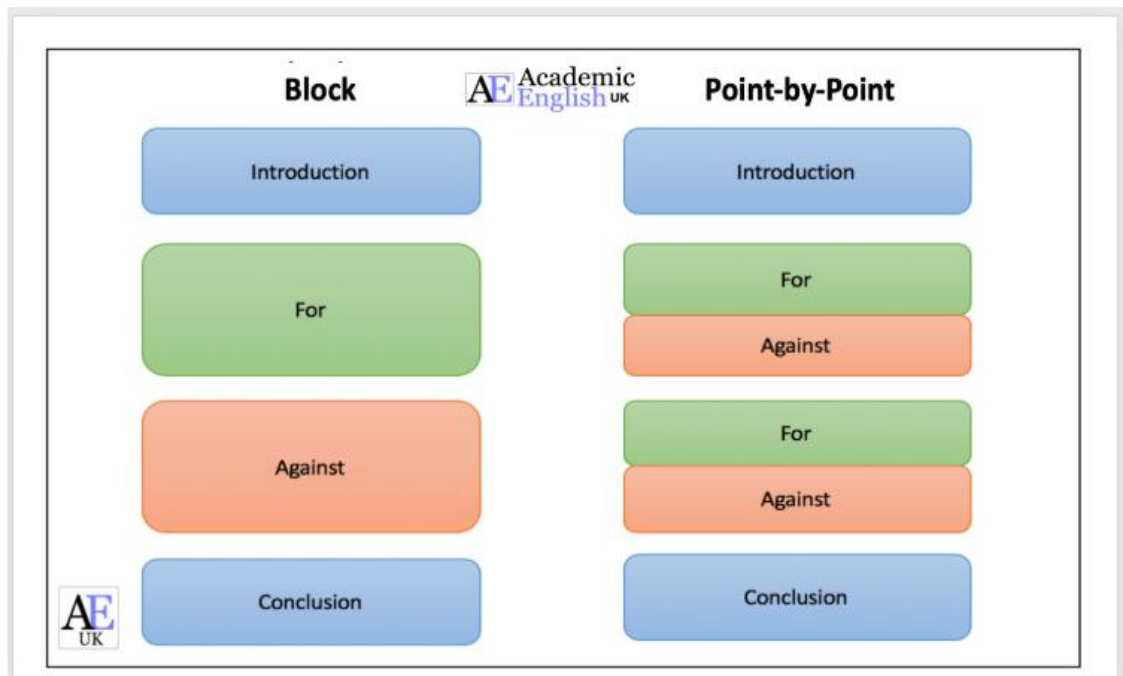 Block
AE Academic
English UK
Point-by-Point
Introduction
For
Against
Conclusion
Introduction
For
Against
For
Against
Conclusion
AE
UK